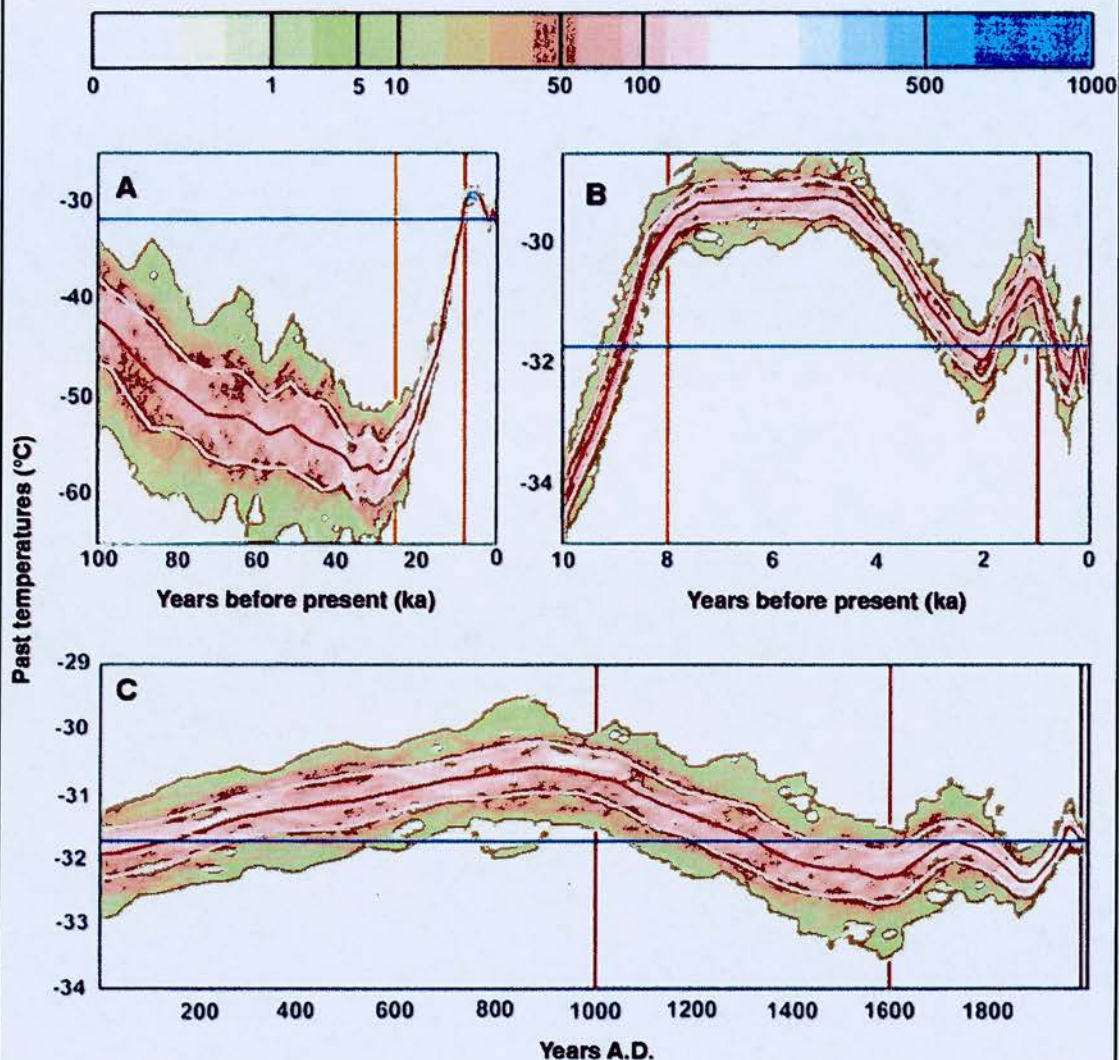 0 1 5 10 50 100 500 1000
A
-30
-40
-50
-60
100 80 60 40 20 0
Years before present (ka)
B
-30
-32
-34
10 8 6 4 2 0
Years before present (ka)
Past temperatures (°C)
C
-29
-30
-31
-32
-33
-34
200 400 600 800 1000 1200 1400 1600 1800
Years A.D.